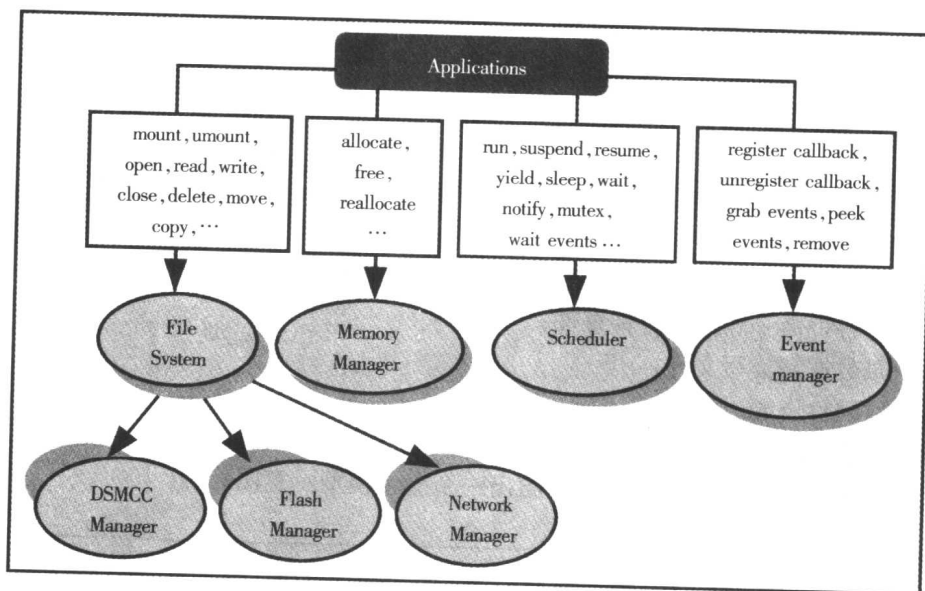 Applications
mount, umount,
open, read, write,
close, delete, move,
copy, …
allocate,
free,
reallocate
…
run, suspend, resume,
yield, sleep, wait,
notify, mutex,
wait events …
register callback,
unregister callback,
grab events, peek
events, remove
File
Svstem
Memory
Manager
Scheduler
Event
manager
DSMCC
Manager
Flash
Manager
Network
Manager